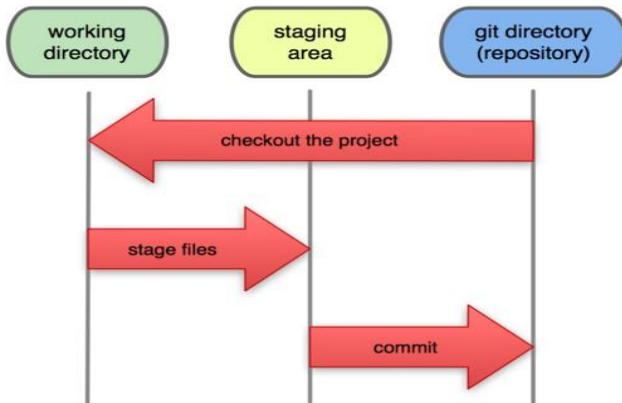 working
directory
staging
area
git directory
(repository)
checkout the project
stage files
commit